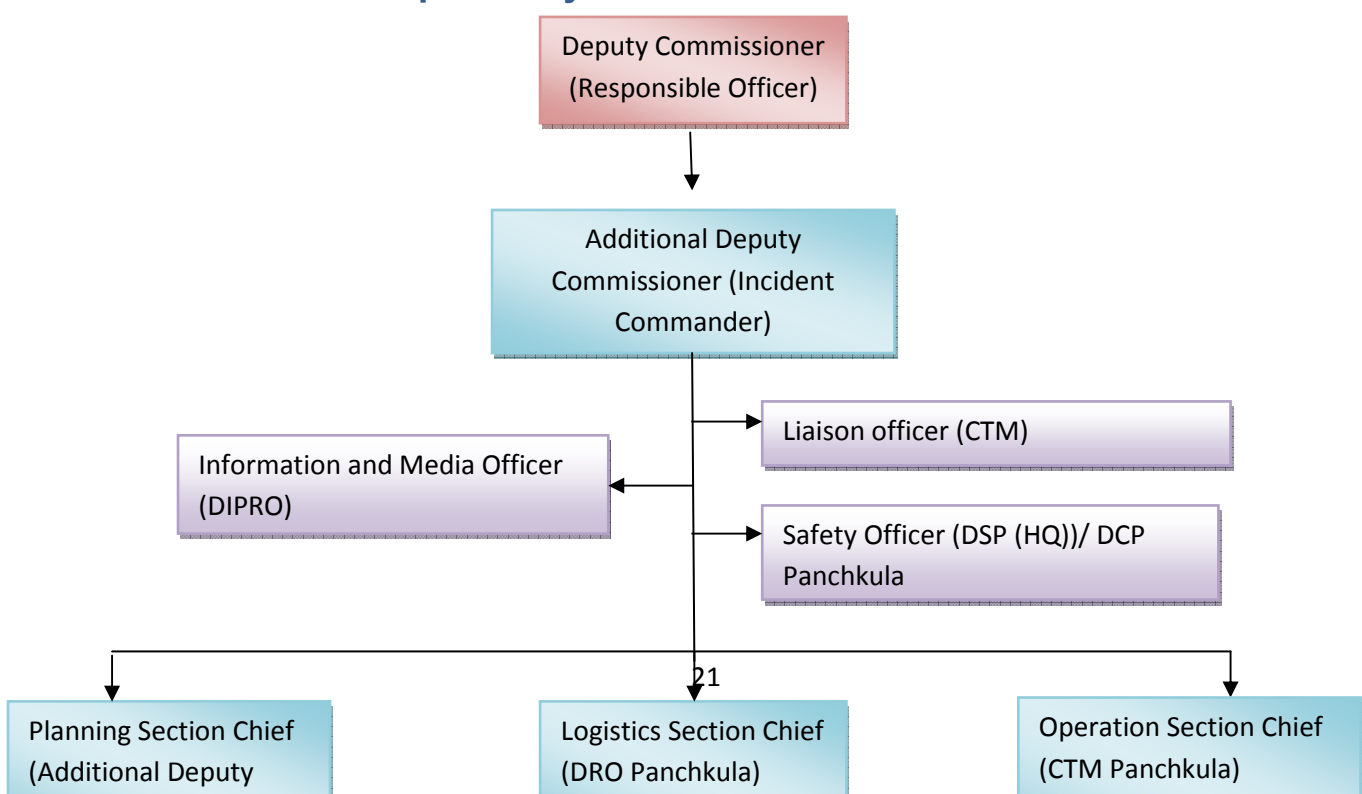 Deputy Commissioner
(Responsible Officer)
Additional Deputy
Commissioner (Incident
Commander)
Liaison officer (CTM)
Information and Media Officer
(DIPRO)
Safety Officer (DSP (HQ))/ DCP
Panchkula
21
Planning Section Chief
(Additional Deputy
Logistics Section Chief
(DRO Panchkula)
Operation Section Chief
(CTM Panchkula)